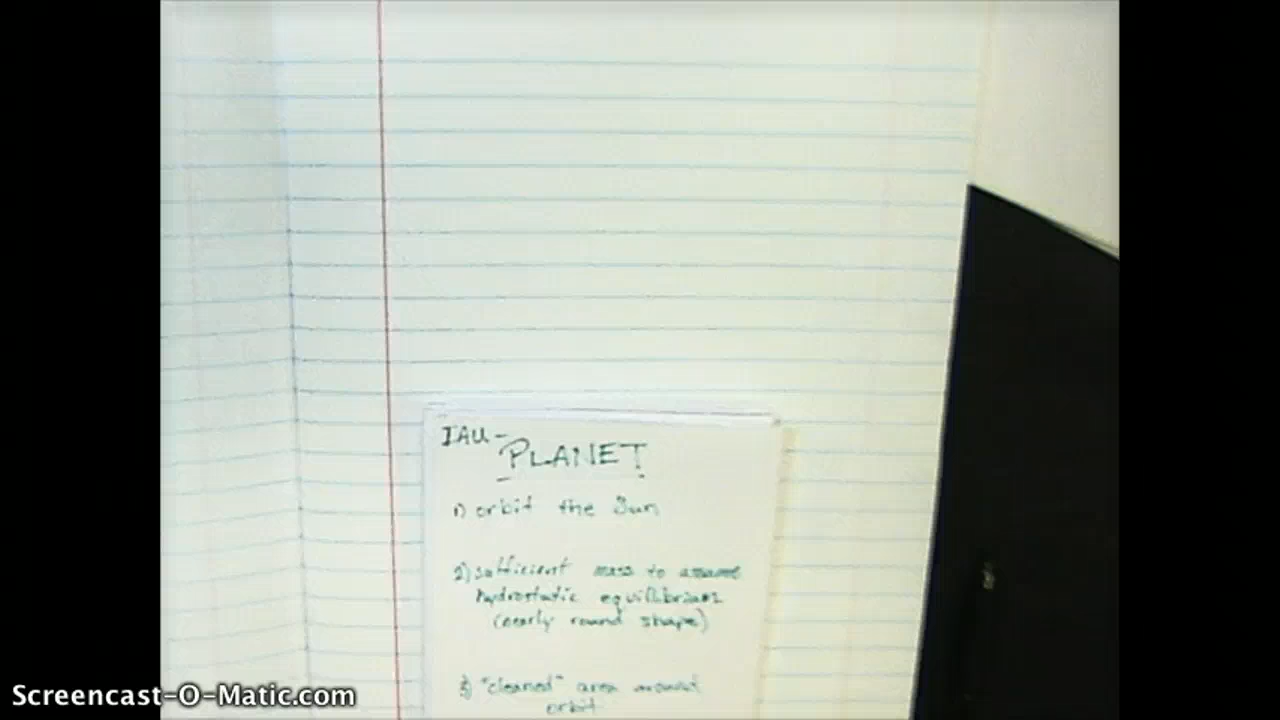 IAU-
PLANET
1) orbit the Sun
2) sufficient mass to assume
hydrostatic equilibrium
(nearly round shape)
3) "cleaned" area around
orbit
Screencast-O-Matic.com